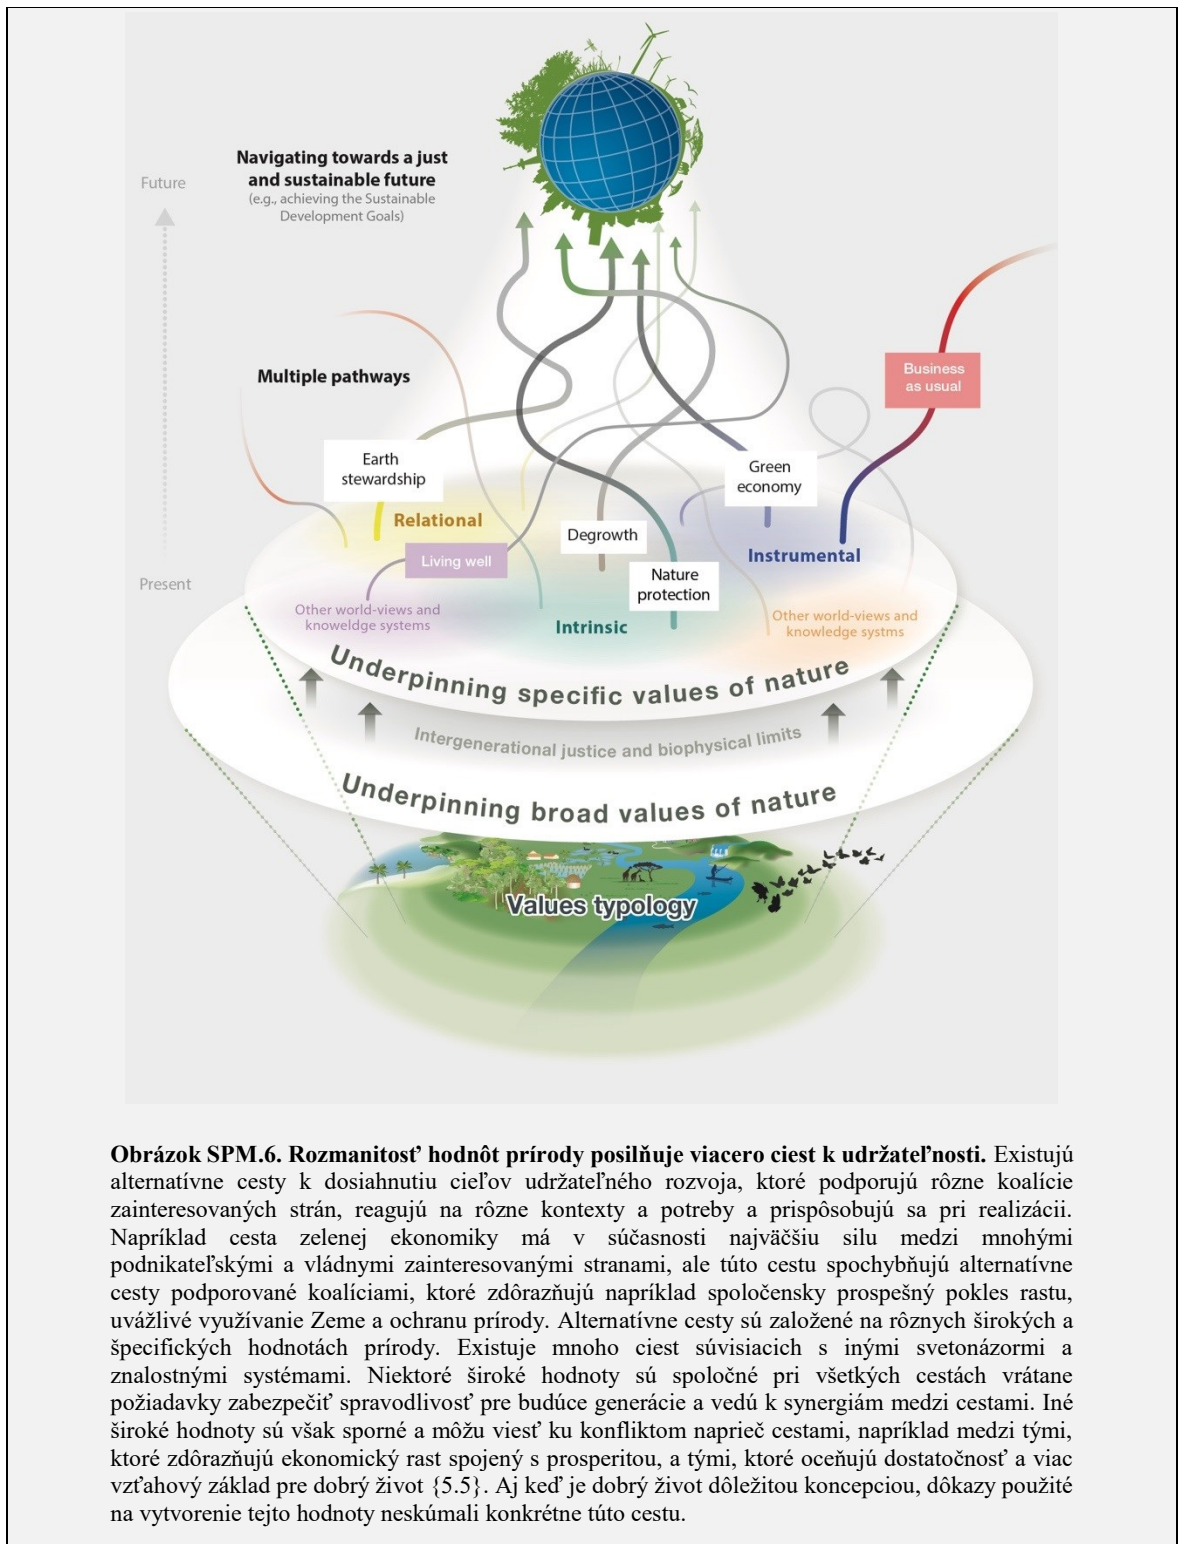 Navigating towards a just
and sustainable future
(e.g., achieving the Sustainable
Development Goals)
Future
Multiple pathways
Business
as usual
Earth
stewardship
Green
economy
Relational
Degrowth
Instrumental
Living well
Nature
protection
Present
Other world-views and
knoweldge systems
Intrinsic
Other world-views and
knowledge systms
Underpinning specific values of nature
Intergenerational justice and biophysical limits
Underpinning broad values of nature
Values typology
Obrázok SPM.6. Rozmanitosť hodnôt prírody posilňuje viacero ciest k udržateľnosti. Existujú
alternatívne cesty k dosiahnutiu cieľov udržateľného rozvoja, ktoré podporujú rôzne koalície
zainteresovaných strán, reagujú na rôzne kontexty a potreby a prispôsobujú sa pri realizácii.
Napríklad cesta zelenej ekonomiky má v súčasnosti najväčšiu silu medzi mnohými
podnikateľskými a vládnymi zainteresovanými stranami, ale túto cestu spochybňujú alternatívne
cesty podporované koalíciami, ktoré zdôrazňujú napríklad spoločensky prospešný pokles rastu,
uvážlivé využívanie Zeme a ochranu prírody. Alternatívne cesty sú založené na rôznych širokých a
špecifických hodnotách prírody. Existuje mnoho ciest súvisiacich s inými svetonázormi a
znalostnými systémami. Niektoré široké hodnoty sú spoločné pri všetkých cestách vrátane
požiadavky zabezpečiť spravodlivosť pre budúce generácie a vedú k synergiám medzi cestami. Iné
široké hodnoty sú však sporné a môžu viesť ku konfliktom naprieč cestami, napríklad medzi tými,
ktoré zdôrazňujú ekonomický rast spojený s prosperitou, a tými, ktoré oceňujú dostatočnosť a viac
vzťahový základ pre dobrý život {5.5}. Aj keď je dobrý život dôležitou koncepciou, dôkazy použité
na vytvorenie tejto hodnoty neskúmali konkrétne túto cestu.